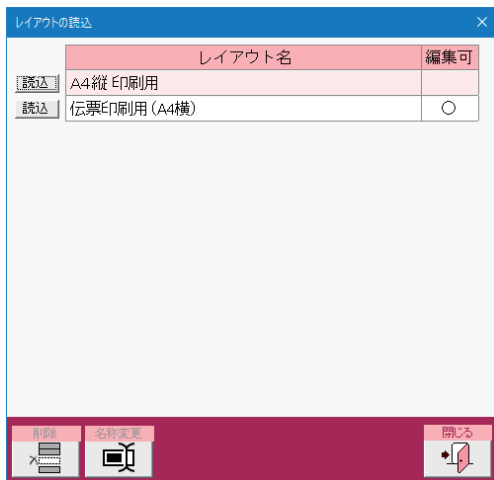 レイアウトの読込
レイアウト名 編集可
読込 A4縦 印刷用
読込 伝票印刷用 (A4横) ○
削除 名称変更 閉じる